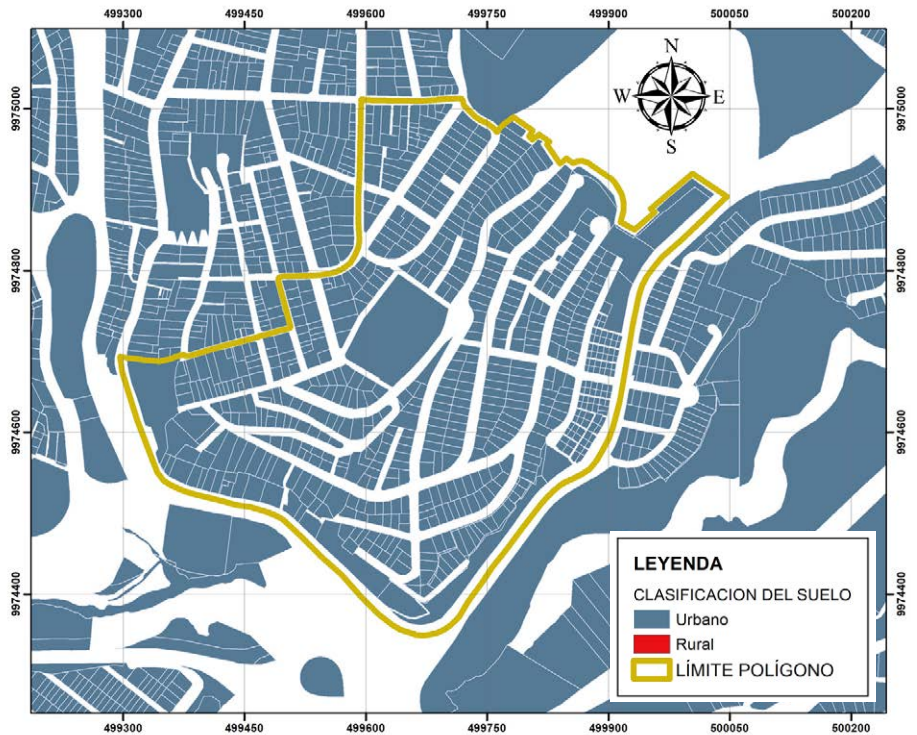 499300 499450 499600 499750 499900 500050 500200
N
W E
S
9975000 9975000
9974800 9974800
9974600 9974600
9974400 9974400
LEYENDA
CLASIFICACION DEL SUELO
Urbano
Rural
LÍMITE POLÍGONO
499300 499450 499600 499750 499900 500050 500200